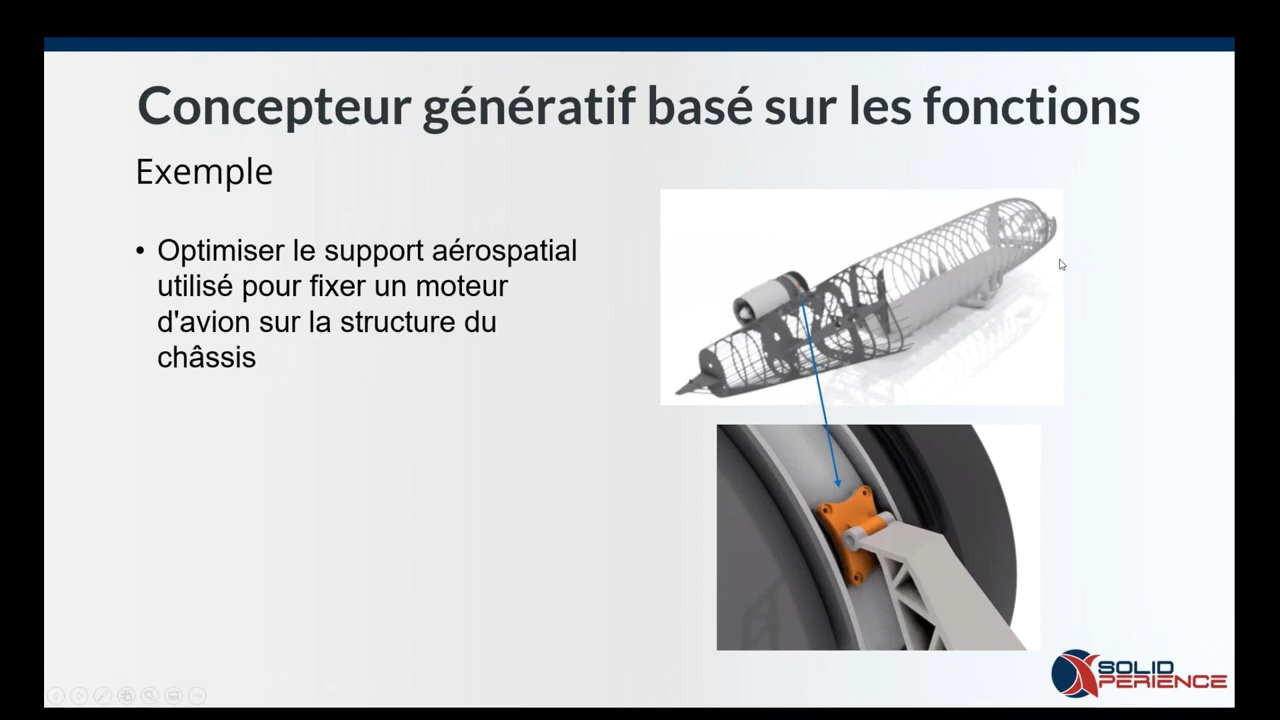 Concepteur génératif basé sur les fonctions
Exemple
• Optimiser le support aérospatial
utilisé pour fixer un moteur
d'avion sur la structure du
châssis
SOLID
XPERIENCE